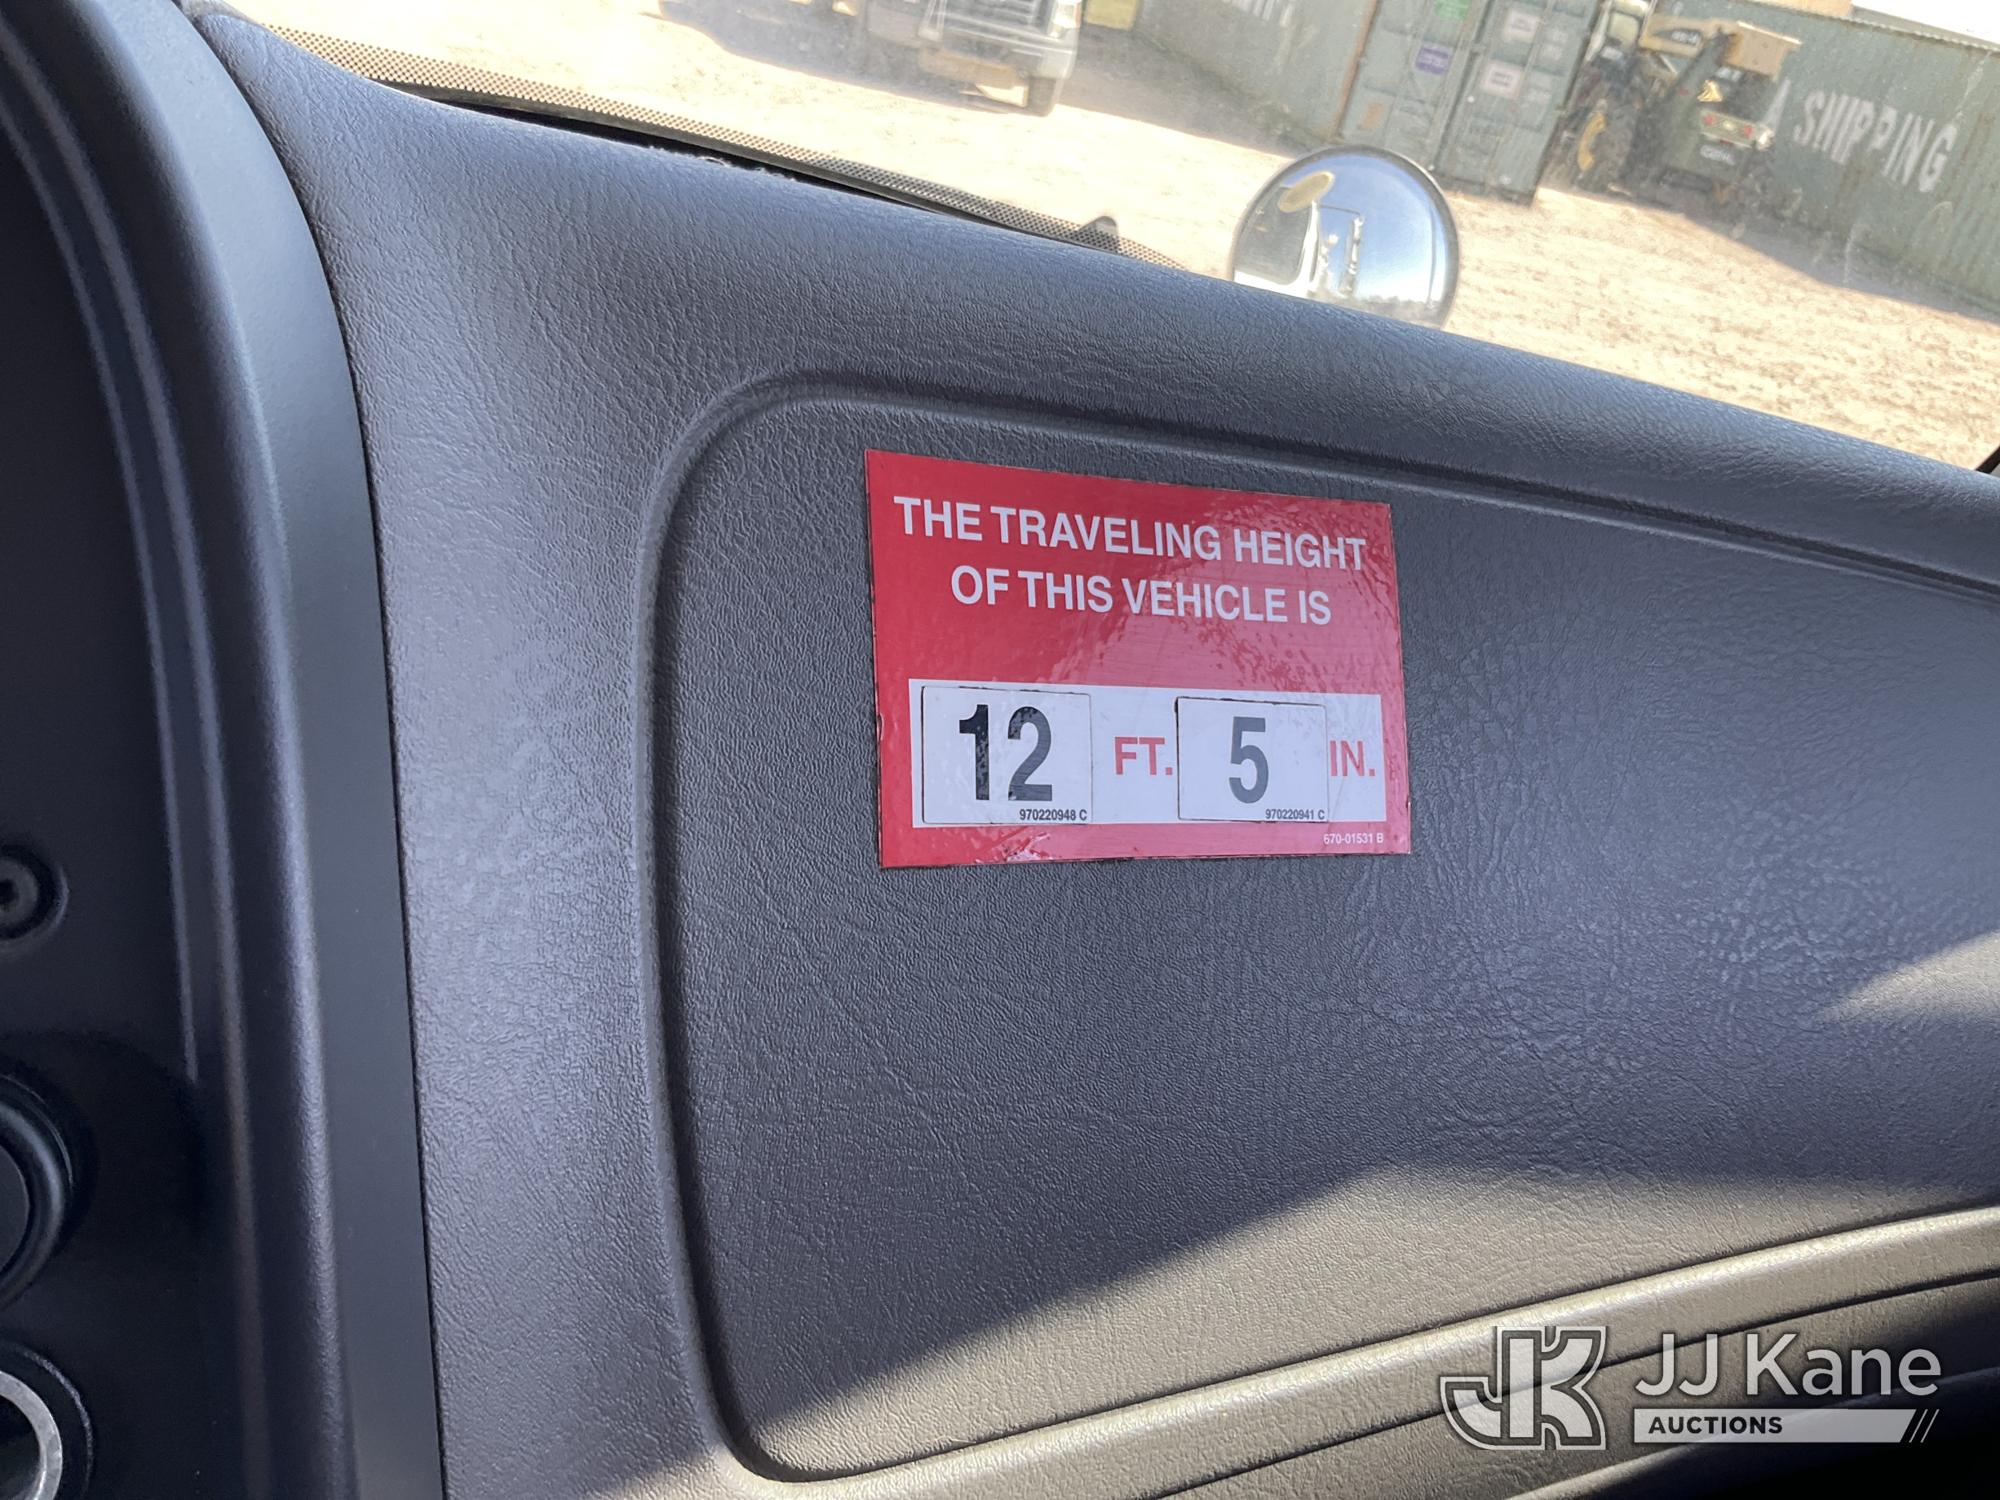 SHIPPING
THE TRAVELING HEIGHT
OF THIS VEHICLE IS
12 FT. 5 IN.
970220948 C 970220941 C
670-01531 B
JK JJ Kane
AUCTIONS